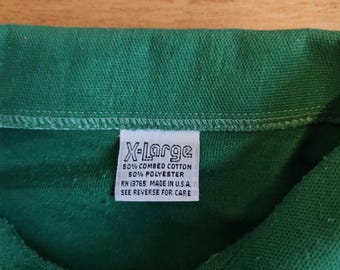 X-Large
50% COMBED COTTON
50% POLYESTER
RN 13765 MADE IN U.S.A.
SEE REVERSE FOR CARE